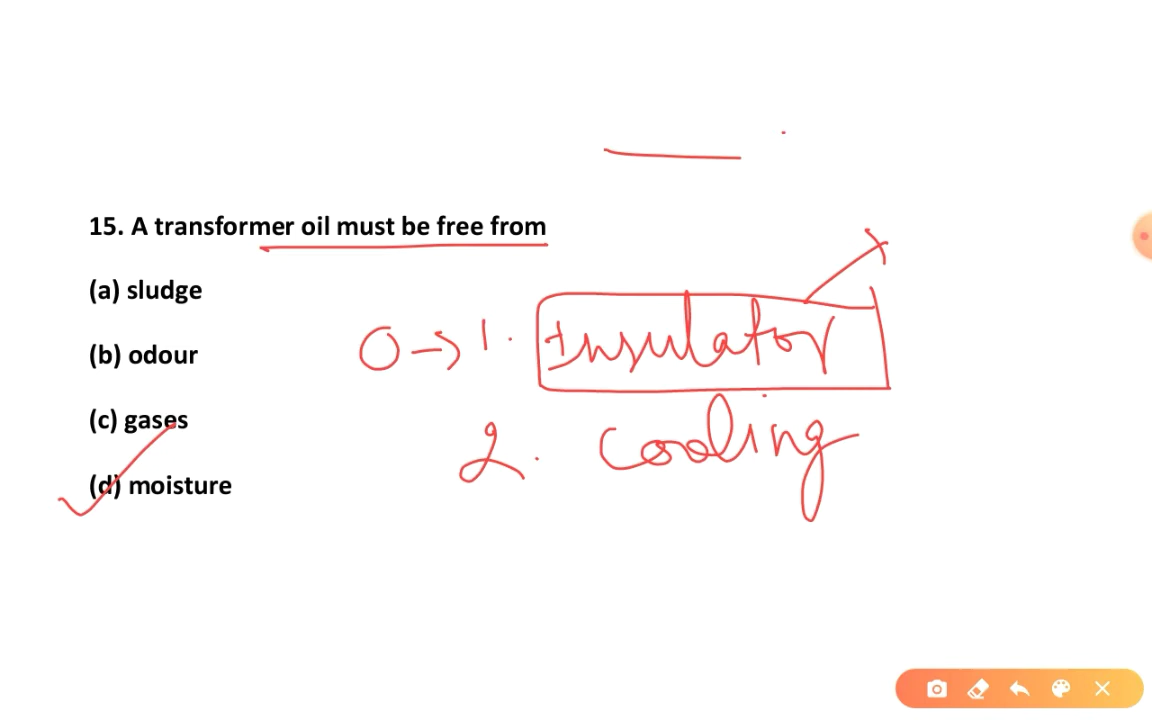 15. A transformer oil must be free from
(a) sludge
(b) odour
(c) gases
(d) moisture
O → 1. Insulator
2. Cooling